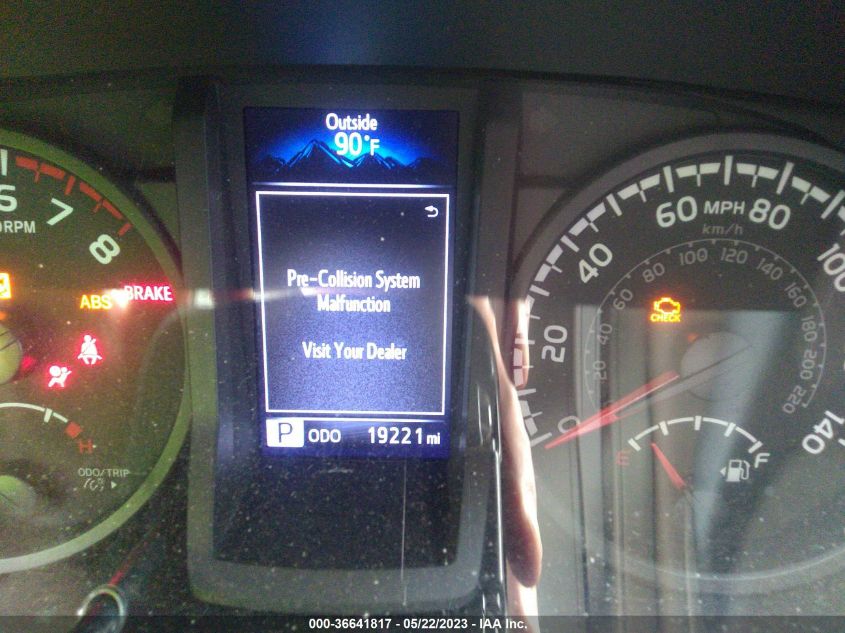 Outside
90°F
Pre-Collision System
Malfunction
Visit Your Dealer
P ODO 19221 mi
6 7 8
RPM
ABS BRAKE
H
ODO/TRIP
0 20 40 60 80 100 140
MPH
km/h
20 40 60 80 100 120 140 160 180 200 220
CHECK
E F
000-36641817 - 05/22/2023 - IAA Inc.